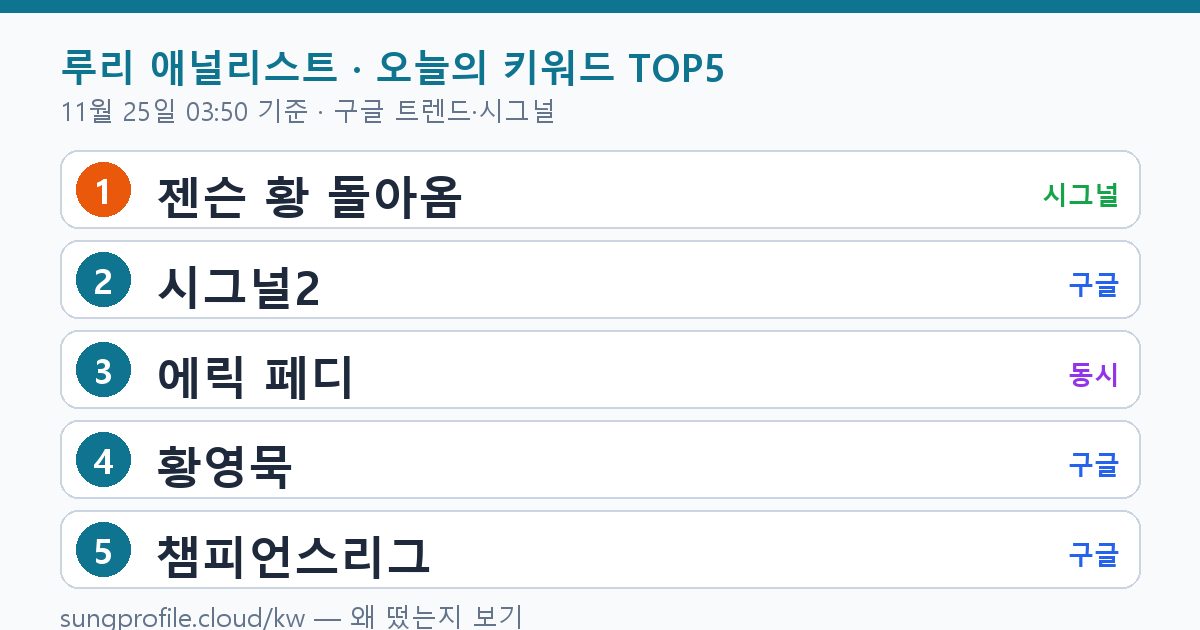 루리 애널리스트 · 오늘의 키워드 TOP5
11월 25일 03:50 기준 · 구글 트렌드·시그널
1 젠슨 황 돌아옴 시그널
2 시그널2 구글
3 에릭 페디 동시
4 황영묵 구글
5 챔피언스리그 구글
sungprofile.cloud/kw — 왜 떴는지 보기